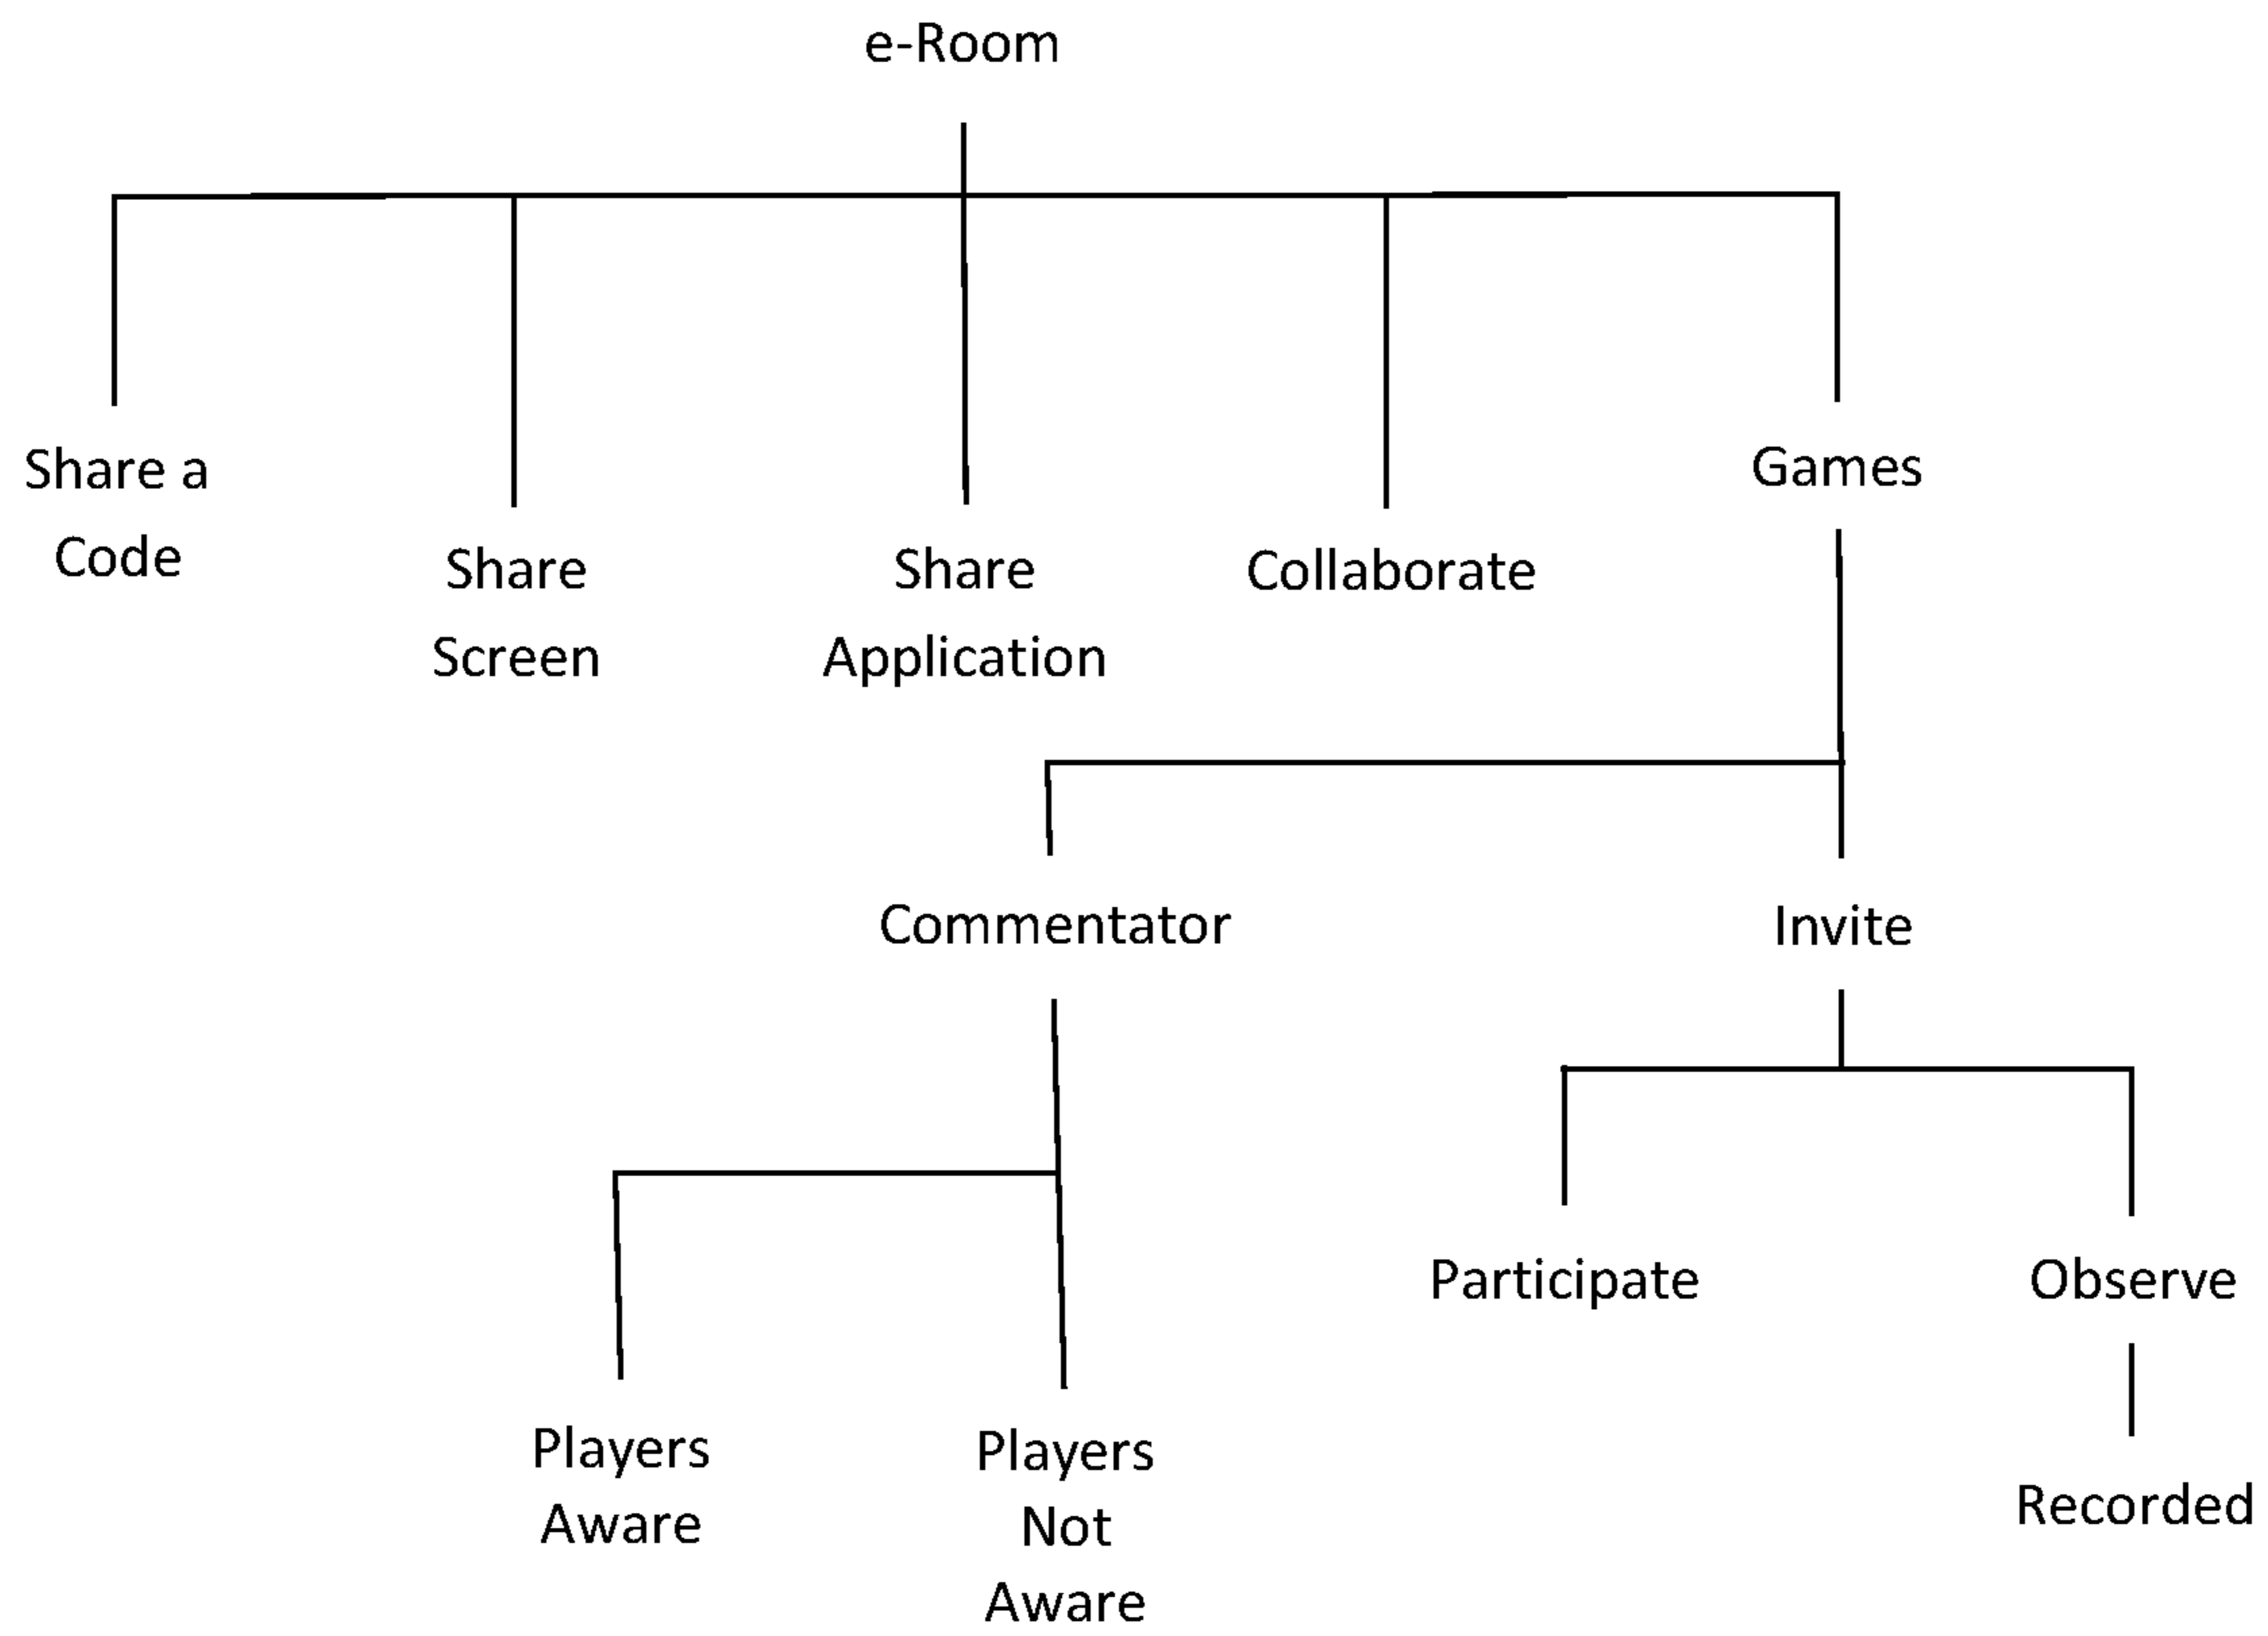 e-Room
Share a
Code
Share
Screen
Share
Application
Collaborate
Games
Commentator
Invite
Participate
Observe
Players
Aware
Players
Not
Aware
Recorded